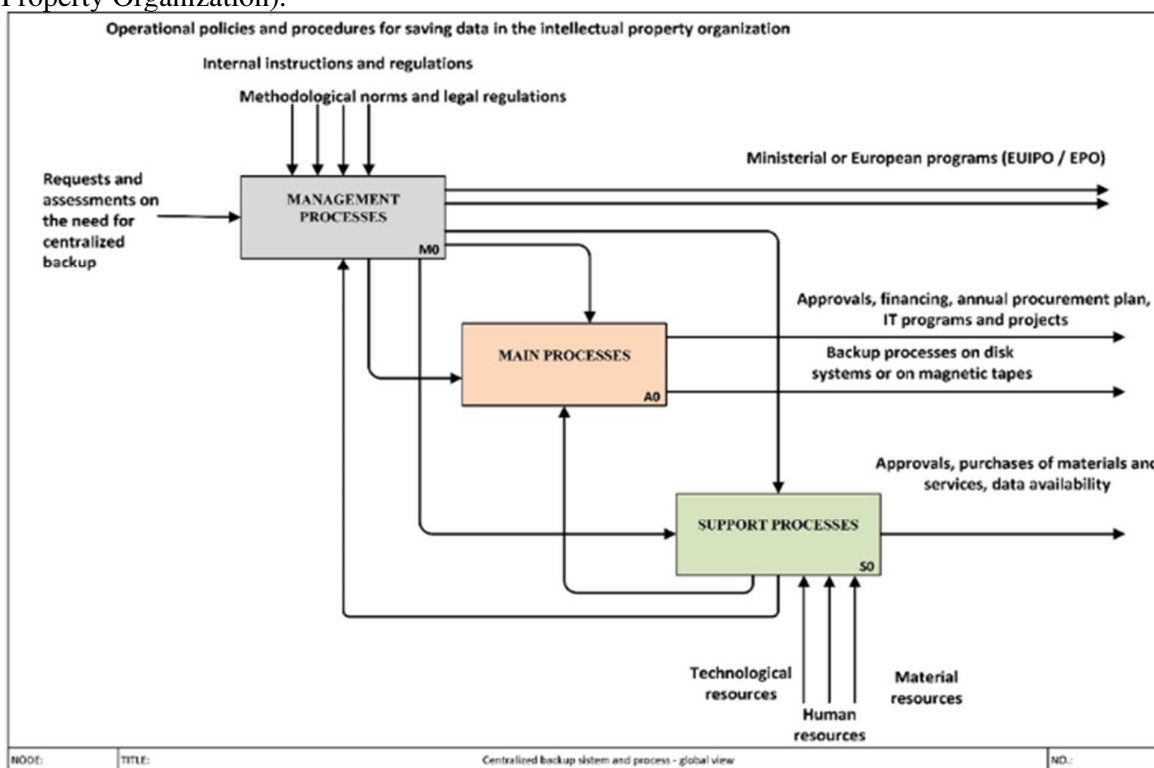 Property Organization).
Operational policies and procedures for saving data in the intellectual property organization
Internal instructions and regulations
Methodological norms and legal regulations
Ministerial or European programs (EUIPO / EPO)
Requests and
assessments on
the need for
centralized
backup
MANAGEMENT
PROCESSES
M0
Approvals, financing, annual procurement plan,
IT programs and projects
MAIN PROCESSES
A0
Backup processes on disk
systems or on magnetic tapes
Approvals, purchases of materials and
services, data availability
SUPPORT PROCESSES
S0
Technological
resources
Human
resources
Material
resources
NODE:
TITLE:
Centralized backup sistem and process - global view
NO.: